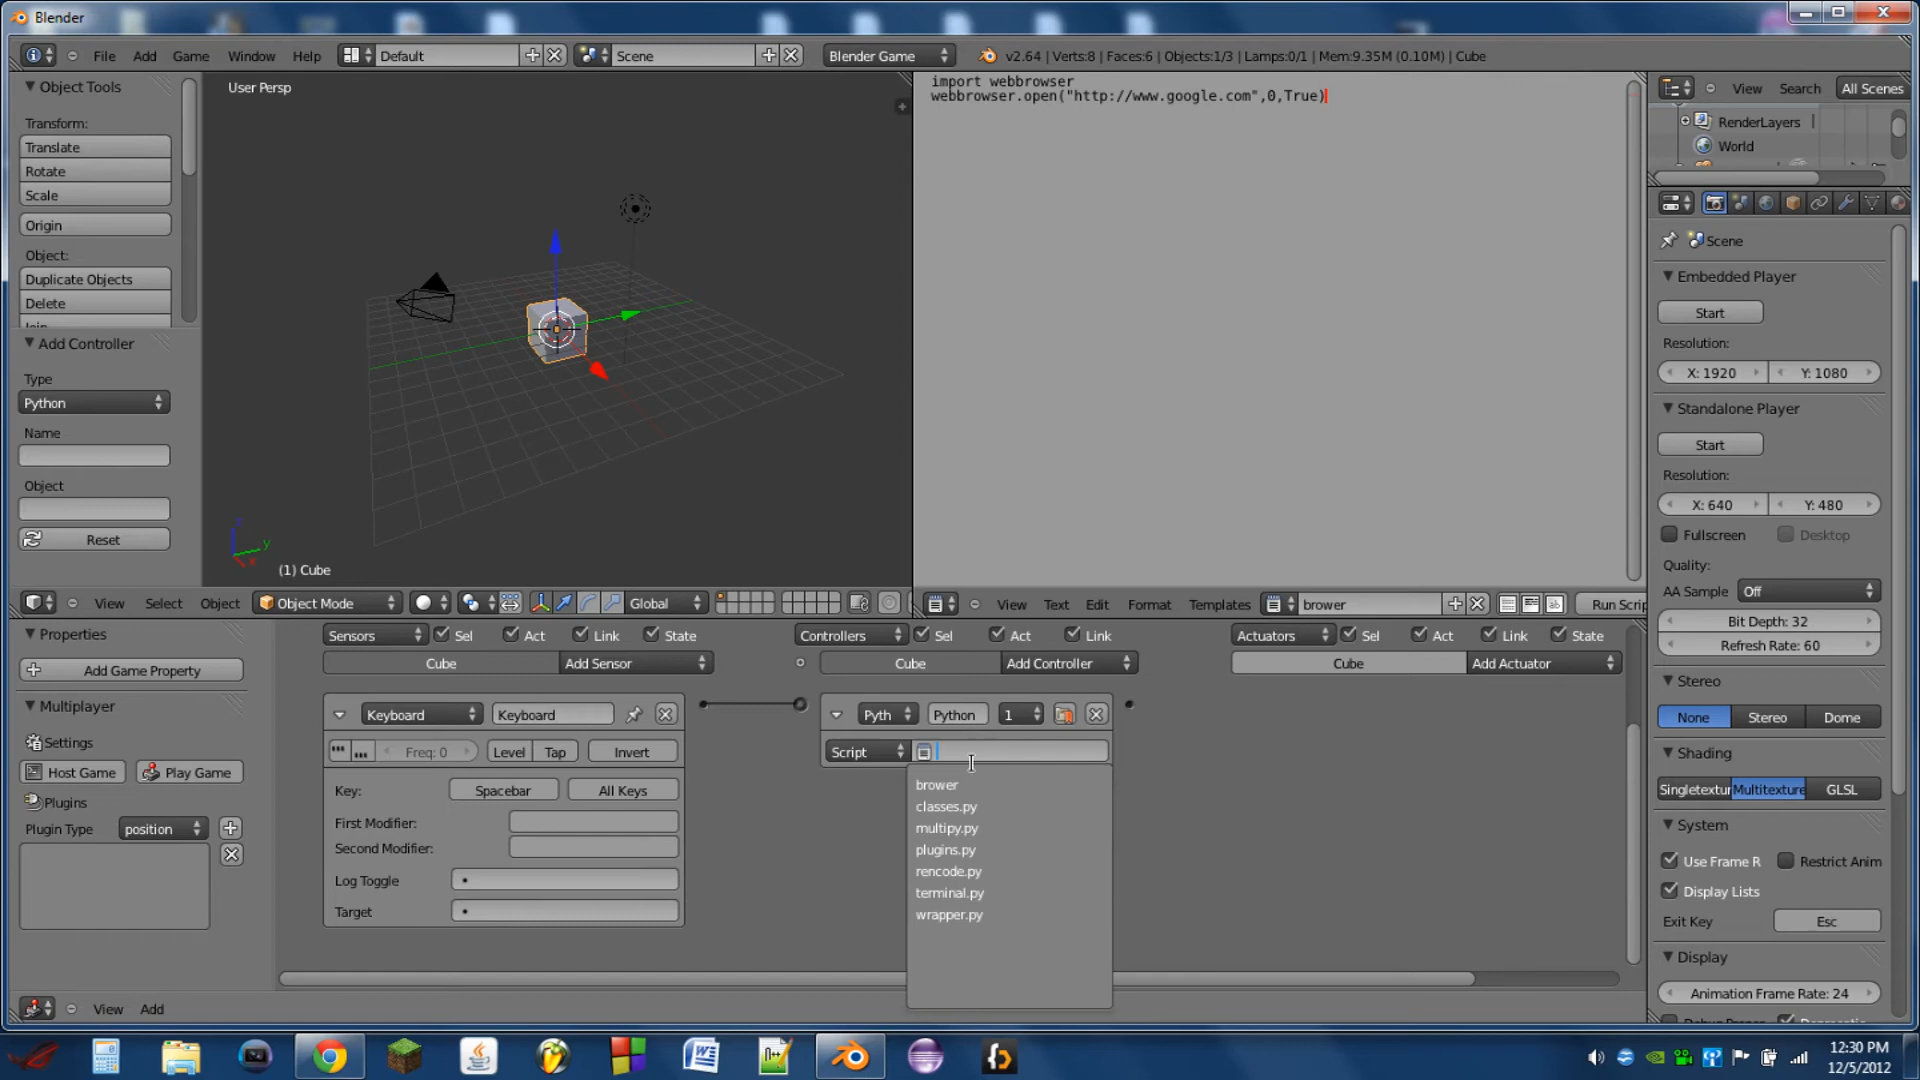 Blender
File Add Game Window Help Default Scene Blender Game v2.64 | Verts:8 | Faces:6 | Objects:1/3 | Lamps:0/1 | Mem:9.35M (0.10M) | Cube
Object Tools
Transform:
Translate
Rotate
Scale
Origin
Object:
Duplicate Objects
Delete
Add Controller
Type
Python
Name
Object
Reset
User Persp
z
y
x
(1) Cube
View Select Object Object Mode Global
import webbrowser
webbrowser.open("http://www.google.com",0,True)
View Text Edit Format Templates brower Run Scrip
View Search All Scenes
RenderLayers
World
Scene
Embedded Player
Start
Resolution:
X: 1920 Y: 1080
Standalone Player
Start
Resolution:
X: 640 Y: 480
Fullscreen Desktop
Quality:
AA Sample Off
Bit Depth: 32
Refresh Rate: 60
Stereo
None Stereo Dome
Shading
Singletextur Multitexture GLSL
System
Use Frame R Restrict Anim
Display Lists
Exit Key Esc
Display
Animation Frame Rate: 24
Properties
Add Game Property
Multiplayer
Settings
Host Game Play Game
Plugins
Plugin Type position
Sensors Sel Act Link State
Cube Add Sensor
Keyboard Keyboard
Freq: 0 Level Tap Invert
Key: Spacebar All Keys
First Modifier:
Second Modifier:
Log Toggle
Target
Controllers Sel Act Link
Cube Add Controller
Pyth Python 1
Script
brower
classes.py
multipy.py
plugins.py
rencode.py
terminal.py
wrapper.py
Actuators Sel Act Link State
Cube Add Actuator
View Add
12:30 PM
12/5/2012